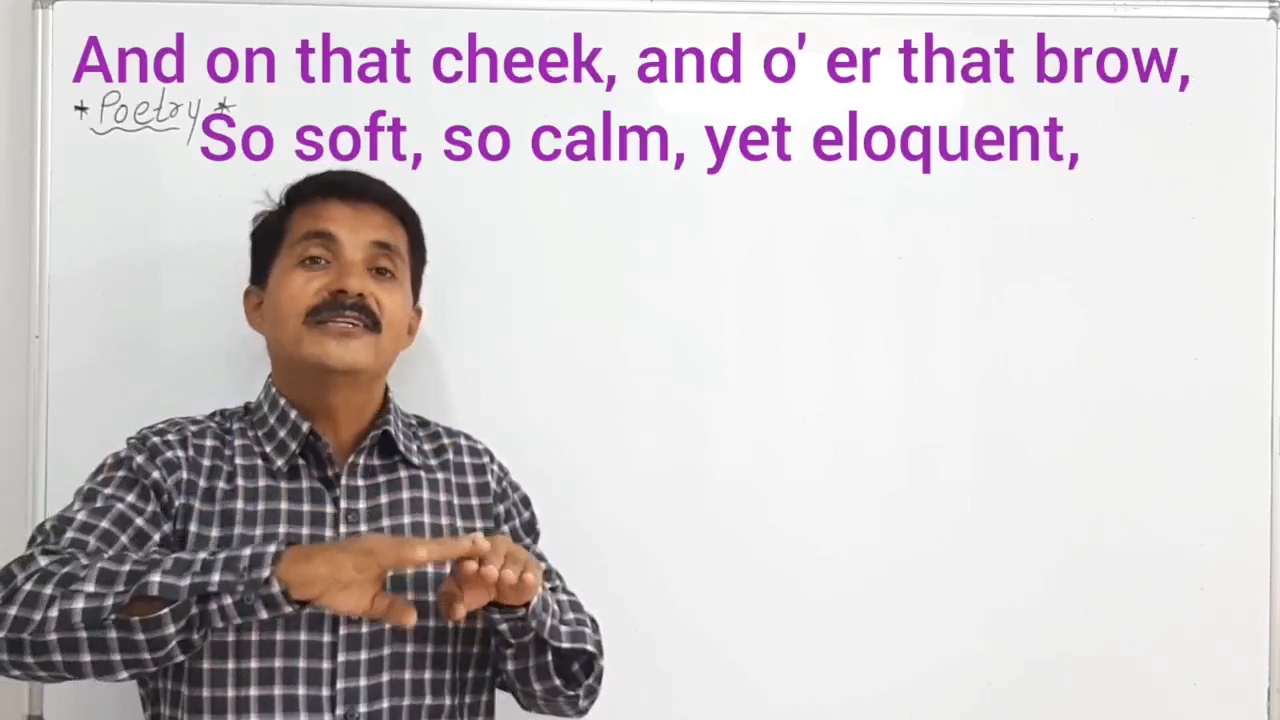 And on that cheek, and o' er that brow,
*Poetry*
So soft, so calm, yet eloquent,